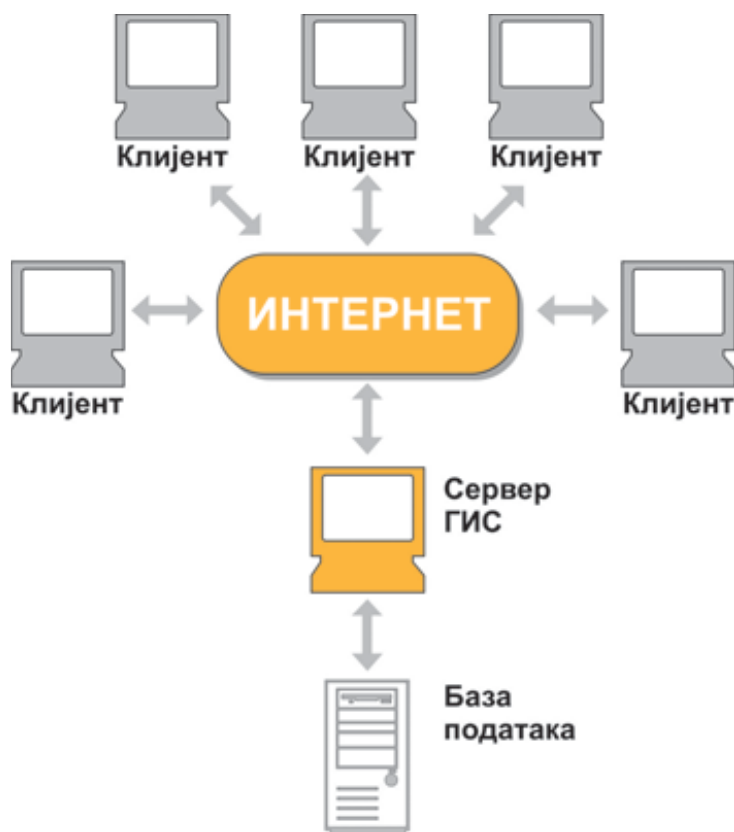 Клијент
Клијент
Клијент
ИНТЕРНЕТ
Клијент
Клијент
Сервер
ГИС
База
података